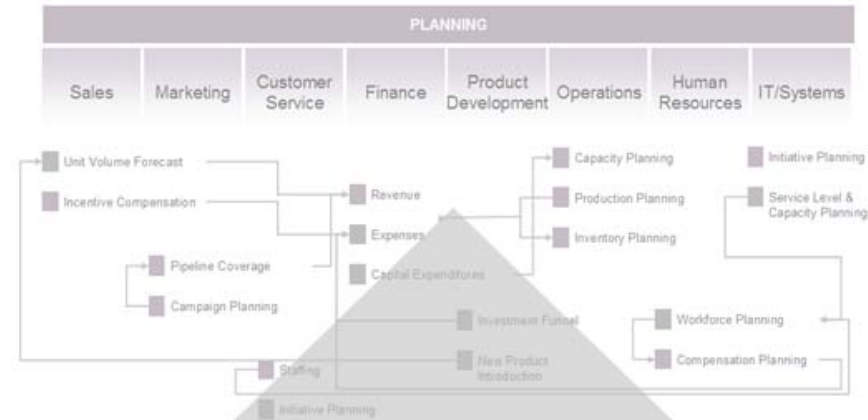 PLANNING
Sales
Marketing
Customer
Service
Finance
Product
Development
Operations
Human
Resources
IT/Systems
Unit Volume Forecast
Incentive Compensation
Pipeline Coverage
Campaign Planning
Staffing
Initiative Planning
Revenue
Expenses
Capital Expenditures
Investment Funnel
New Product
Introduction
Capacity Planning
Production Planning
Inventory Planning
Workforce Planning
Compensation Planning
Initiative Planning
Service Level &
Capacity Planning